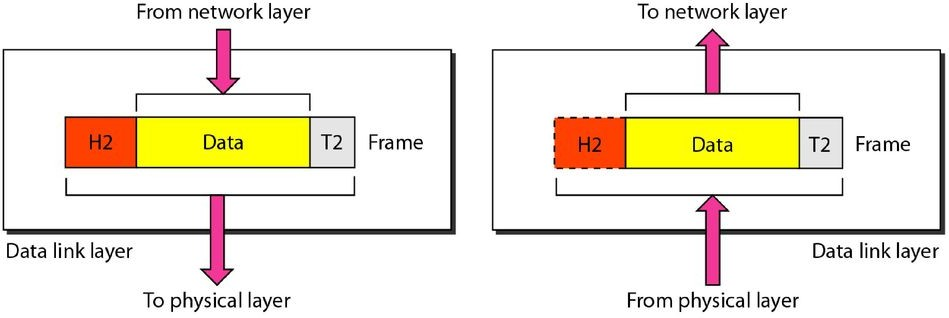 From network layer
H2
Data
T2
Frame
Data link layer
To physical layer
To network layer
H2
Data
T2
Frame
Data link layer
From physical layer